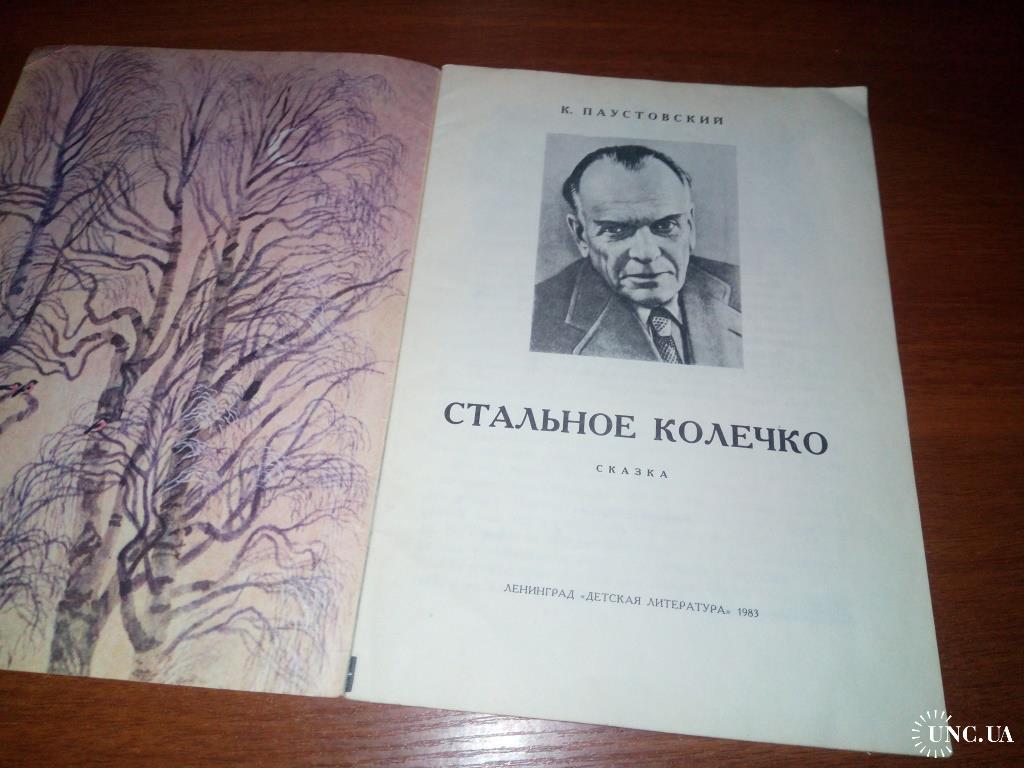 К. ПАУСТОВСКИЙ
СТАЛЬНОЕ КОЛЕЧКО
СКАЗКА
ЛЕНИНГРАД «ДЕТСКАЯ ЛИТЕРАТУРА» 1983
UNC.UA